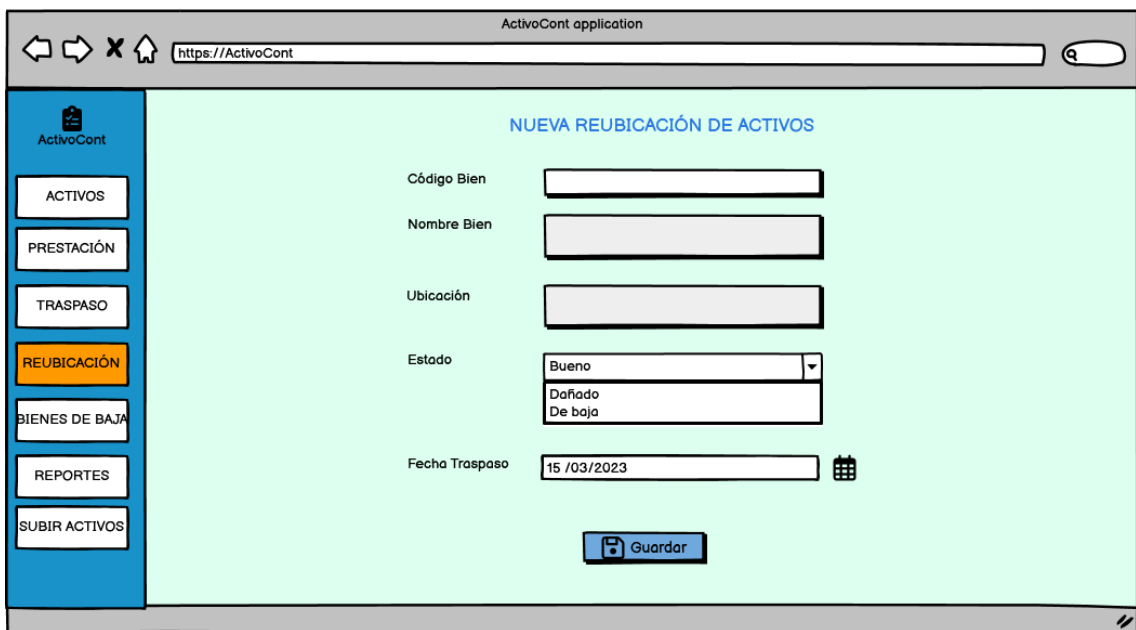 ActivoCont application
https://ActivoCont
ActivoCont
ACTIVOS
PRESTACIÓN
TRASPASO
REUBICACIÓN
BIENES DE BAJA
REPORTES
SUBIR ACTIVOS
NUEVA REUBICACIÓN DE ACTIVOS
Código Bien
Nombre Bien
Ubicación
Estado
Bueno
Dañado
De baja
Fecha Traspaso
15 /03/2023
Guardar